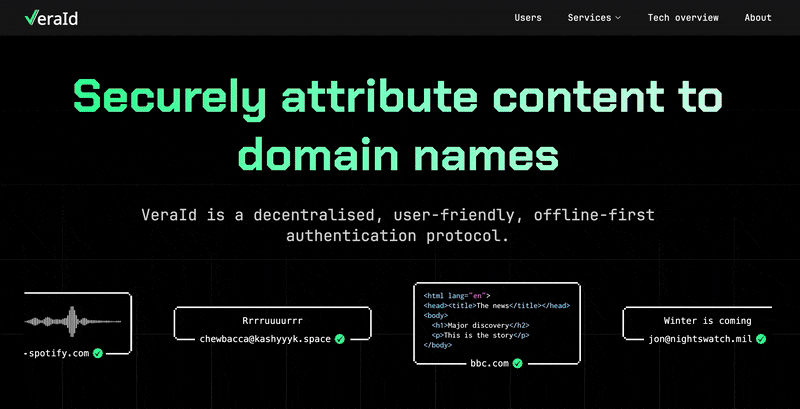 VeraId
Users
Services
Tech overview
About
Securely attribute content to
domain names
VeraId is a decentralised, user-friendly, offline-first
authentication protocol.
-spotify.com
Rrrruuuurrr
chewbacca@kashyyyk.space
<html lang="en">
<head><title>The news</title></head>
<body>
<h1>Major discovery</h2>
<p>This is the story</p>
</body>
bbc.com
Winter is coming
jon@nightswatch.mil